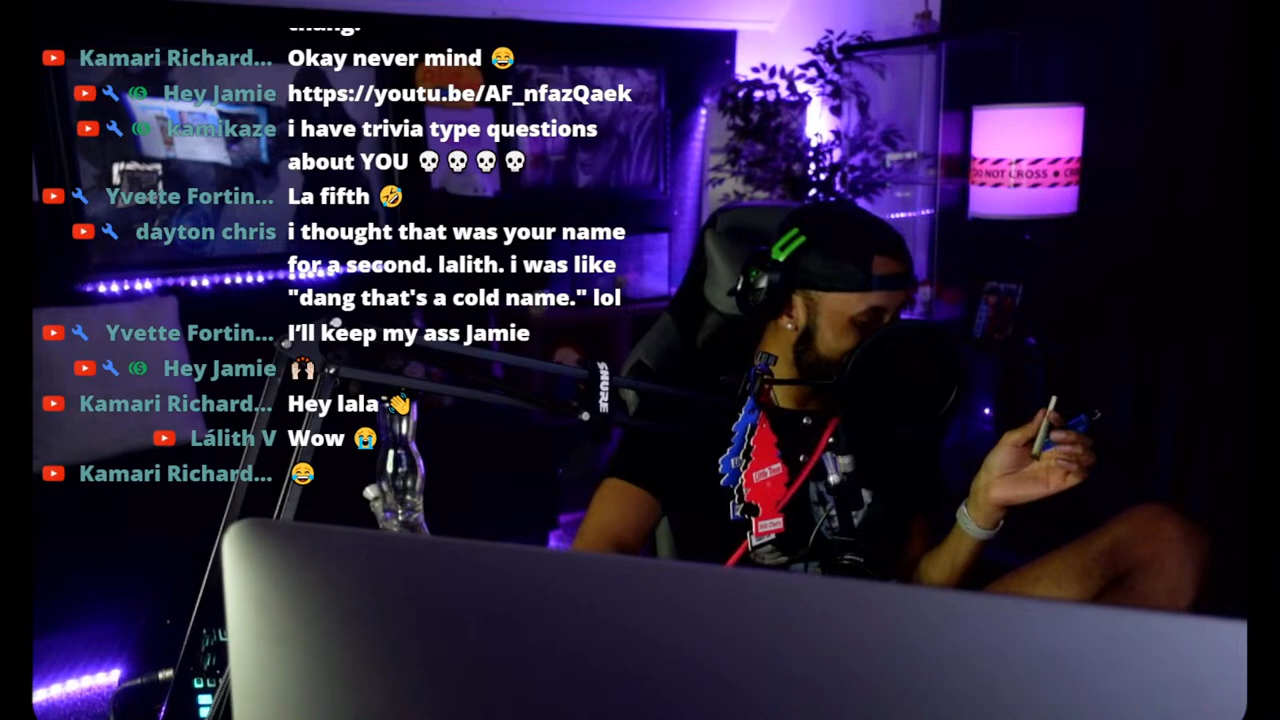 thang.
Kamari Richard... Okay never mind 😂
Hey Jamie https://youtu.be/AF_nfazQaek
kamikaze i have trivia type questions
about YOU 💀 💀 💀 💀
Yvette Fortin... La fifth 🤣
dayton chris i thought that was your name
for a second. lalith. i was like
"dang that's a cold name." lol
Yvette Fortin... I’ll keep my ass Jamie
Hey Jamie 🙌🏻
Kamari Richard... Hey lala 👋
Lálith V Wow 😭
Kamari Richard... 😂
DO NOT CROSS
SHURE
Little Trees